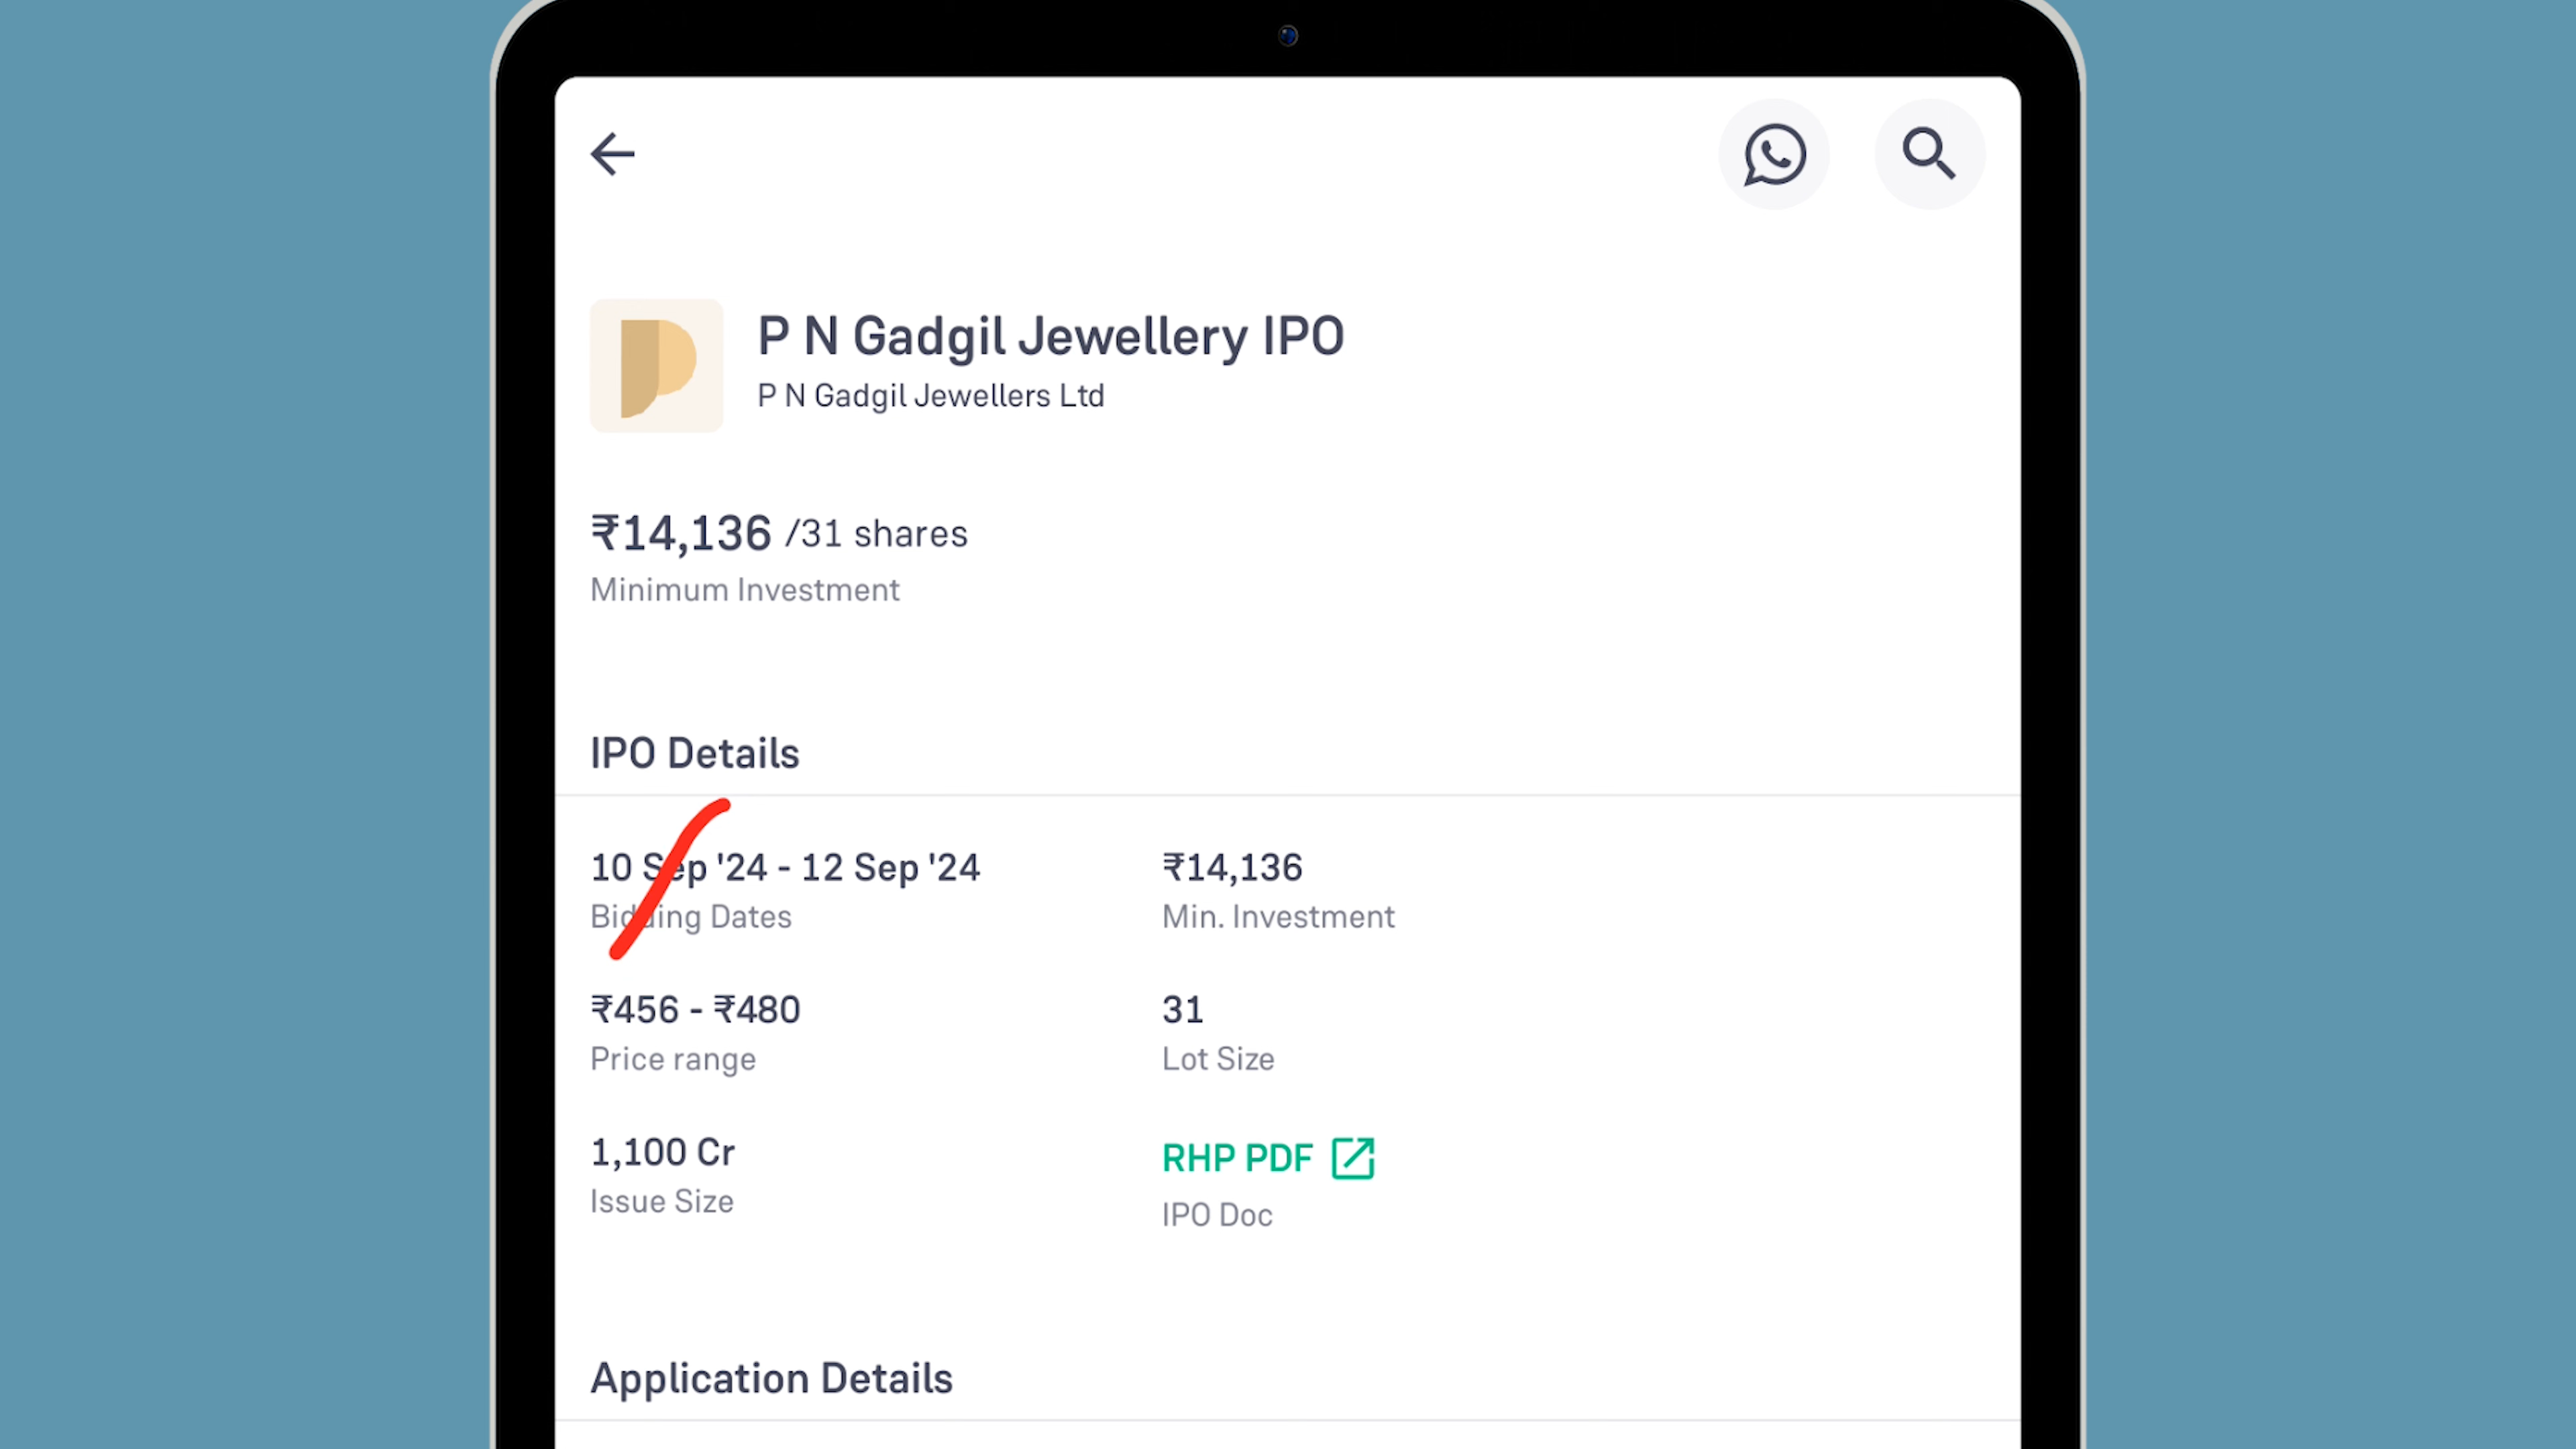 P N Gadgil Jewellery IPO
P N Gadgil Jewellers Ltd
₹14,136 /31 shares
Minimum Investment
IPO Details
10 Sep '24 - 12 Sep '24
Bidding Dates
₹14,136
Min. Investment
₹456 - ₹480
Price range
31
Lot Size
1,100 Cr
Issue Size
RHP PDF
IPO Doc
Application Details